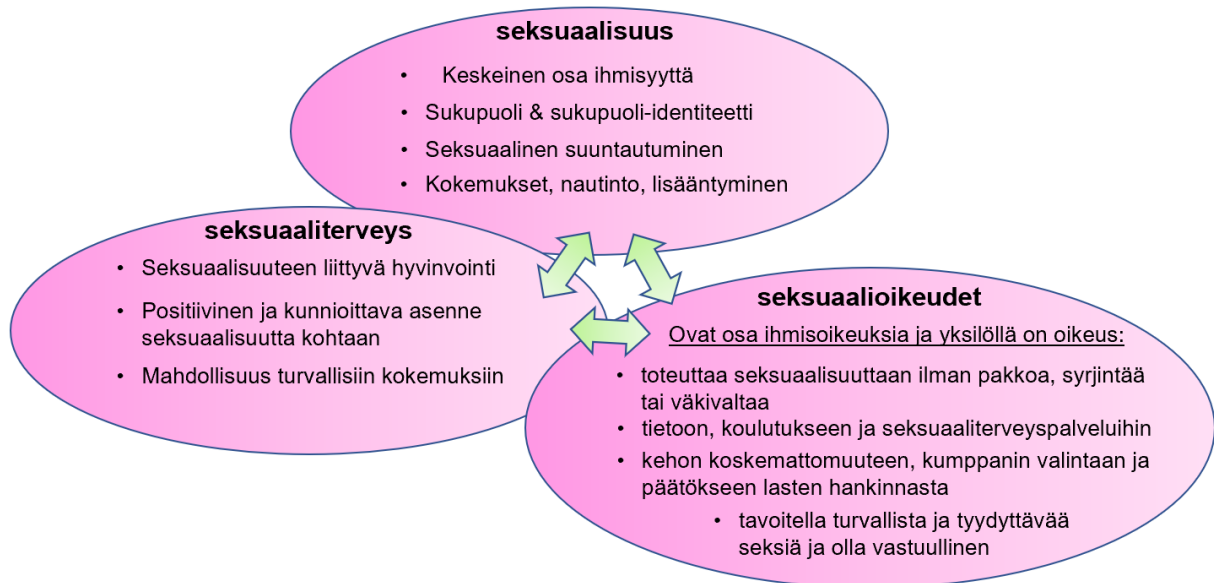 seksuaalisuus
• Keskeinen osa ihmisyyttä
• Sukupuoli & sukupuoli-identiteetti
• Seksuaalinen suuntautuminen
• Kokemukset, nautinto, lisääntyminen
seksuaaliterveys
• Seksuaalisuuteen liittyvä hyvinvointi
• Positiivinen ja kunnioittava asenne
seksuaalisuutta kohtaan
• Mahdollisuus turvallisiin kokemuksiin
seksuaalioikeudet
Ovat osa ihmisoikeuksia ja yksilöllä on oikeus:
• toteuttaa seksuaalisuuttaan ilman pakkoa, syrjintää
tai väkivaltaa
• tietoon, koulutukseen ja seksuaaliterveyspalveluihin
• kehon koskemattomuuteen, kumppanin valintaan ja
päätökseen lasten hankinnasta
• tavoitella turvallista ja tyydyttävää
seksiä ja olla vastuullinen